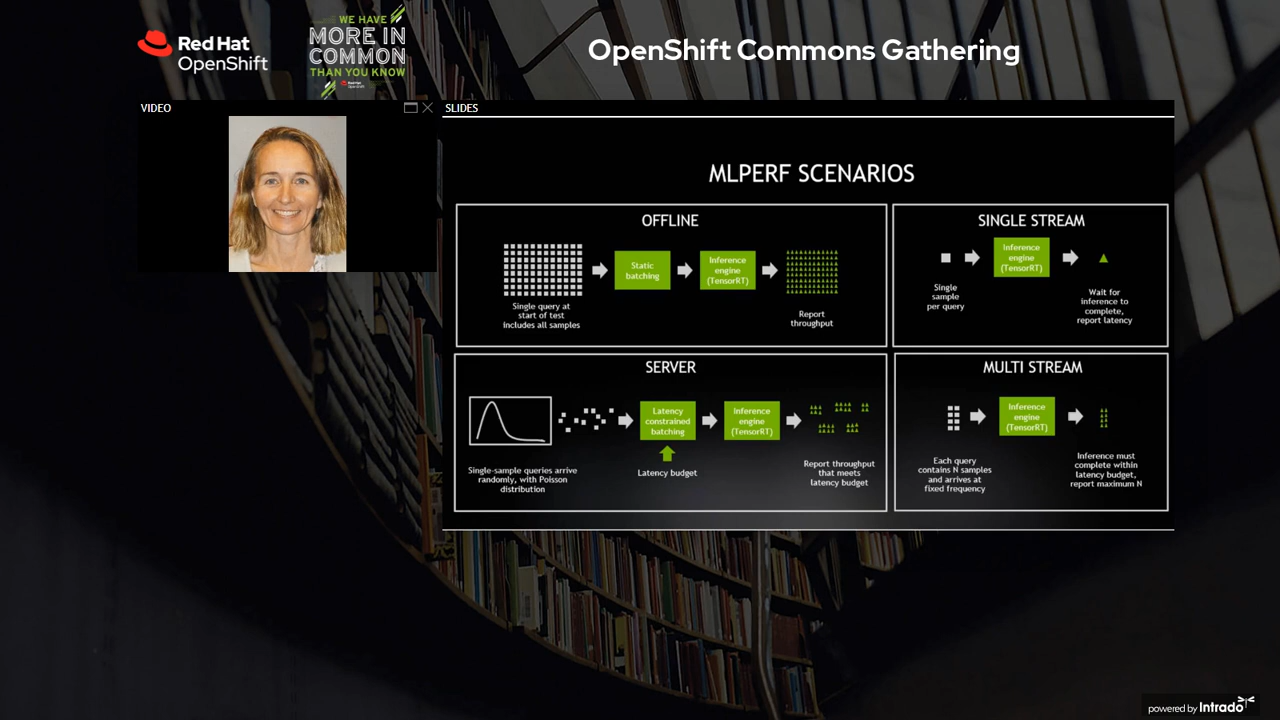 Red Hat
OpenShift
WE HAVE
MORE IN
COMMON
THAN YOU KNOW
OpenShift Commons Gathering
VIDEO
SLIDES
MLPERF SCENARIOS
OFFLINE
Static
batching
Inference
engine
(TensorRT)
Single query at
start of test
includes all samples
Report
throughput
SINGLE STREAM
Inference
engine
(TensorRT)
Single
sample
per query
Wait for
inference to
complete,
report latency
SERVER
Latency
constrained
batching
Inference
engine
(TensorRT)
Single-sample queries arrive
randomly, with Poisson
distribution
Latency budget
Report throughput
that meets
latency budget
MULTI STREAM
Inference
engine
(TensorRT)
Each query
contains N samples
and arrives at
fixed frequency
Inference must
complete within
latency budget,
report maximum N
powered by Intrado